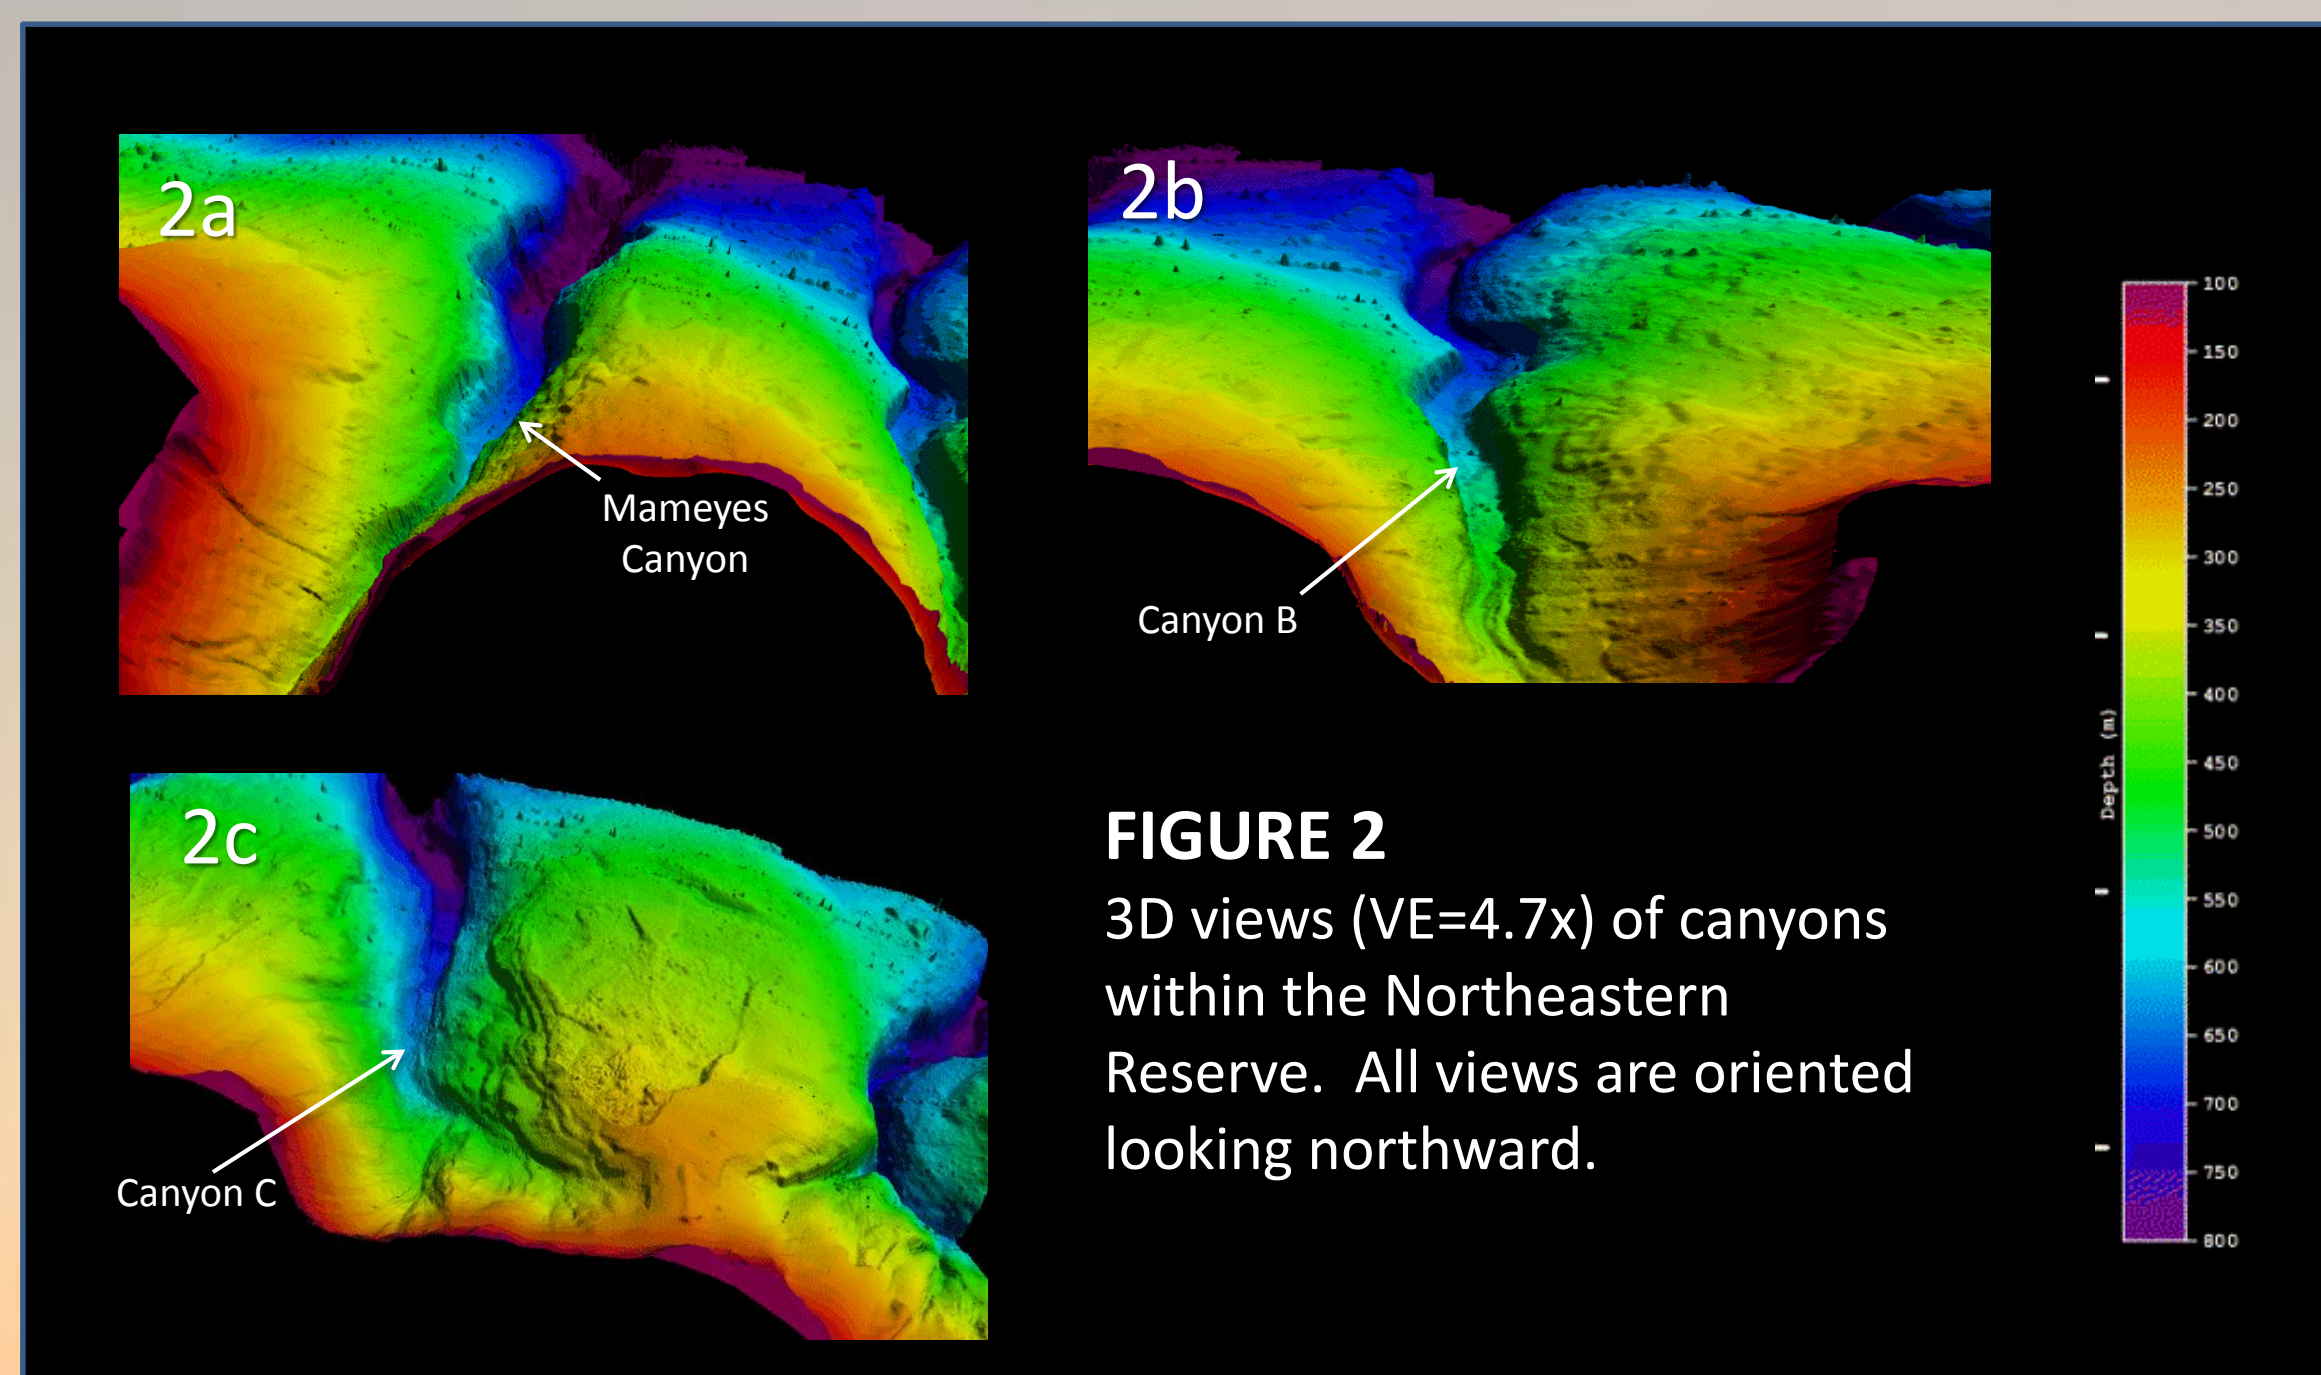 2a
Mameyes
Canyon
2b
Canyon B
2c
Canyon C
FIGURE 2
3D views (VE=4.7x) of canyons
within the Northeastern
Reserve.  All views are oriented
looking northward.
Depth (m)
100
150
200
250
300
350
400
450
500
550
600
650
700
750
800